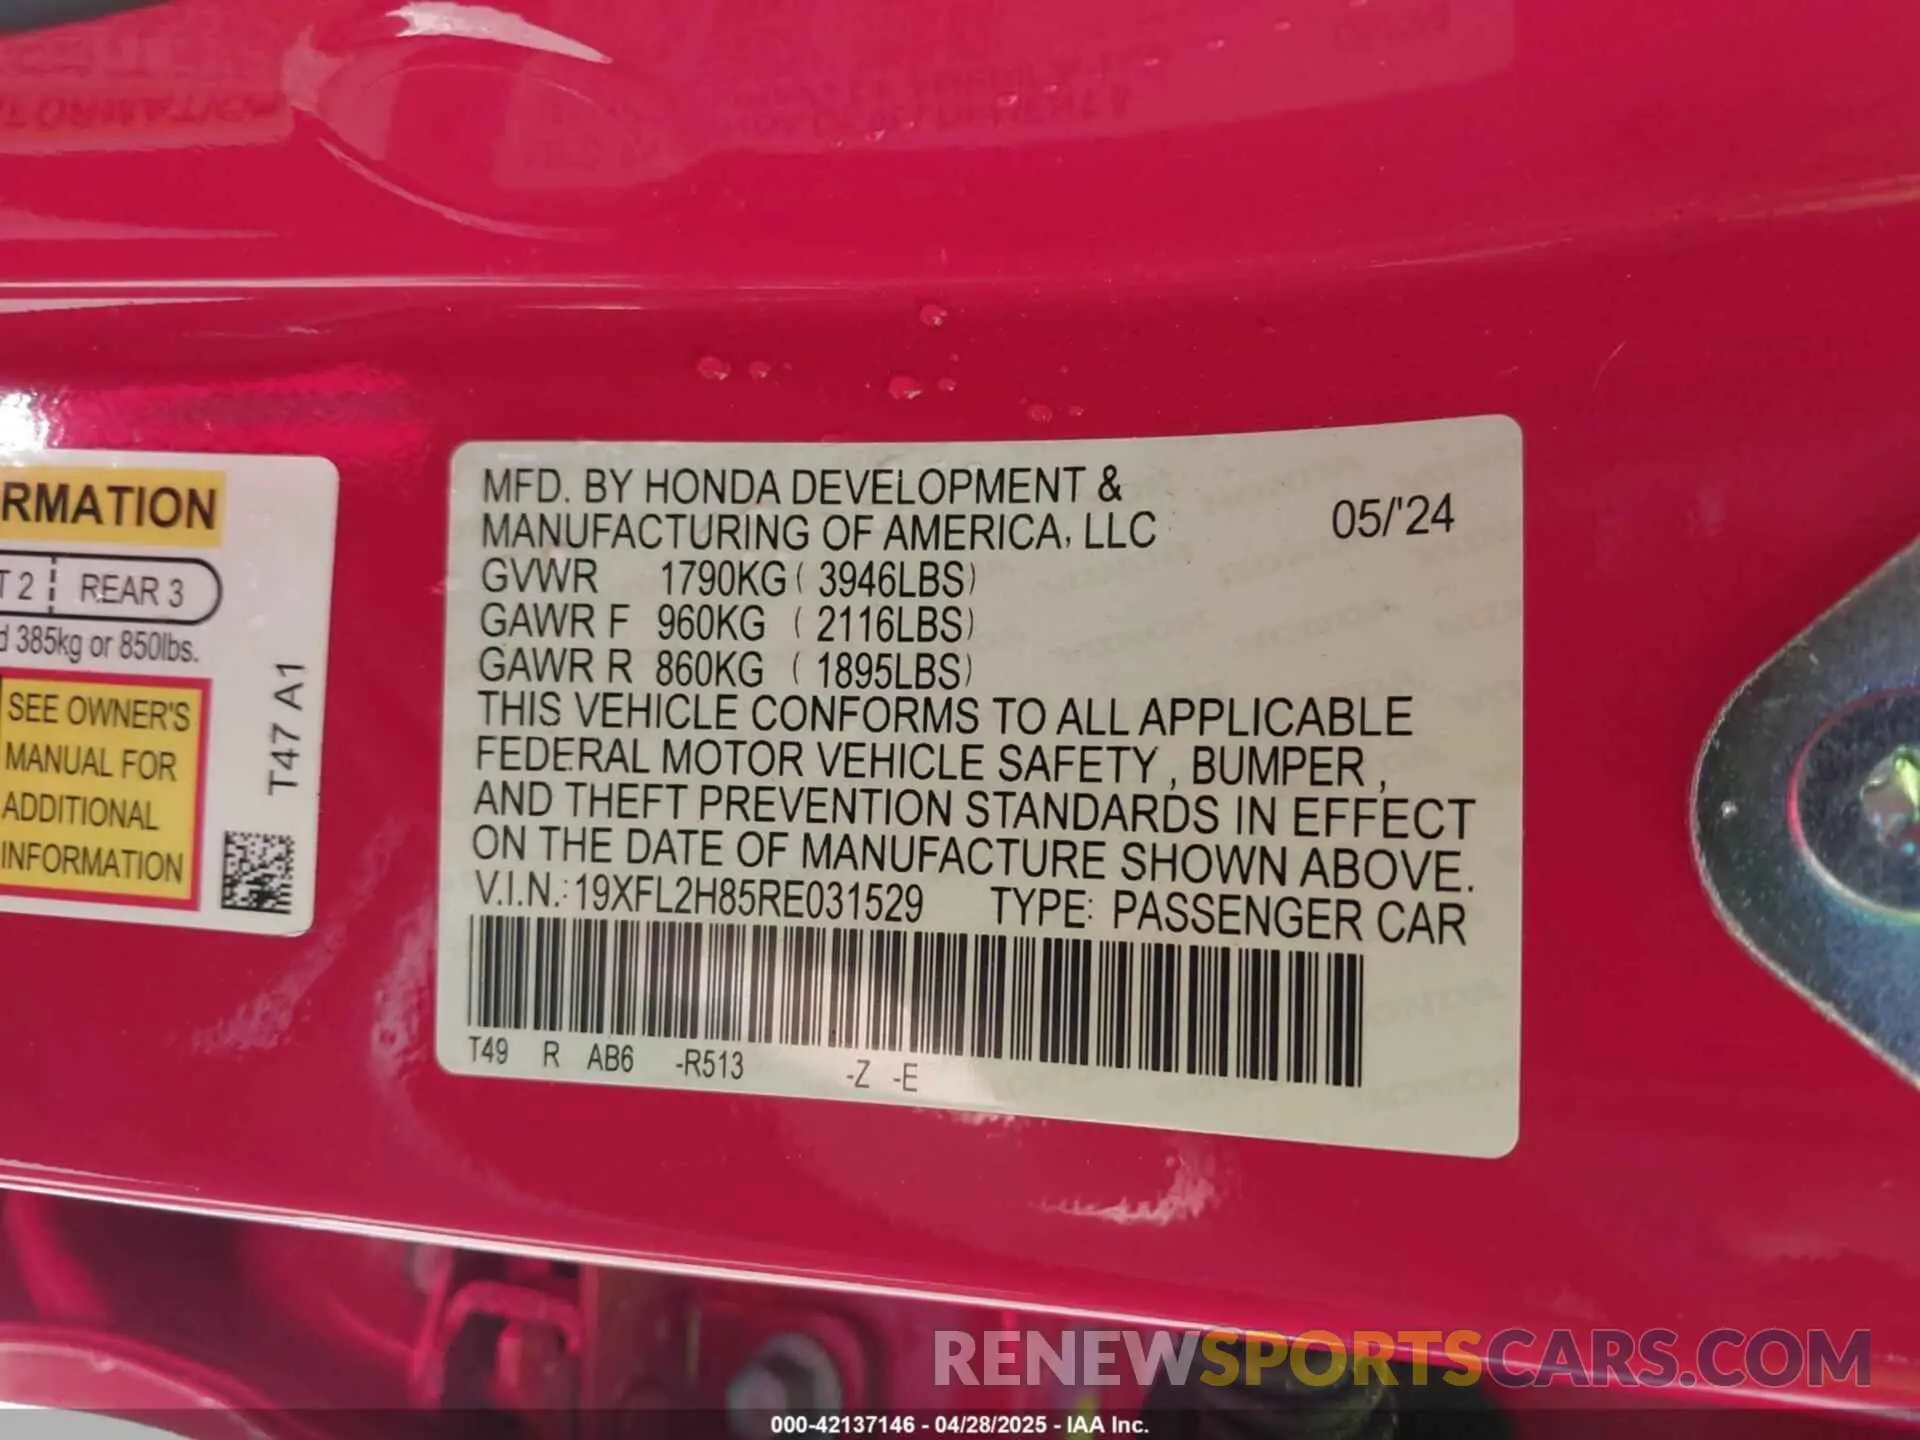 RMATION
T 2 REAR 3
d 385kg or 850lbs.
SEE OWNER'S
MANUAL FOR
ADDITIONAL
INFORMATION
T47 A1
MFD. BY HONDA DEVELOPMENT &
MANUFACTURING OF AMERICA, LLC 05/'24
GVWR 1790KG ( 3946LBS)
GAWR F 960KG ( 2116LBS)
GAWR R 860KG ( 1895LBS)
THIS VEHICLE CONFORMS TO ALL APPLICABLE
FEDERAL MOTOR VEHICLE SAFETY , BUMPER ,
AND THEFT PREVENTION STANDARDS IN EFFECT
ON THE DATE OF MANUFACTURE SHOWN ABOVE.
V.I.N.: 19XFL2H85RE031529 TYPE: PASSENGER CAR
T49 R AB6 -R513 -Z -E
RENEWSPORTSCARS.COM
000-42137146 - 04/28/2025 - IAA Inc.